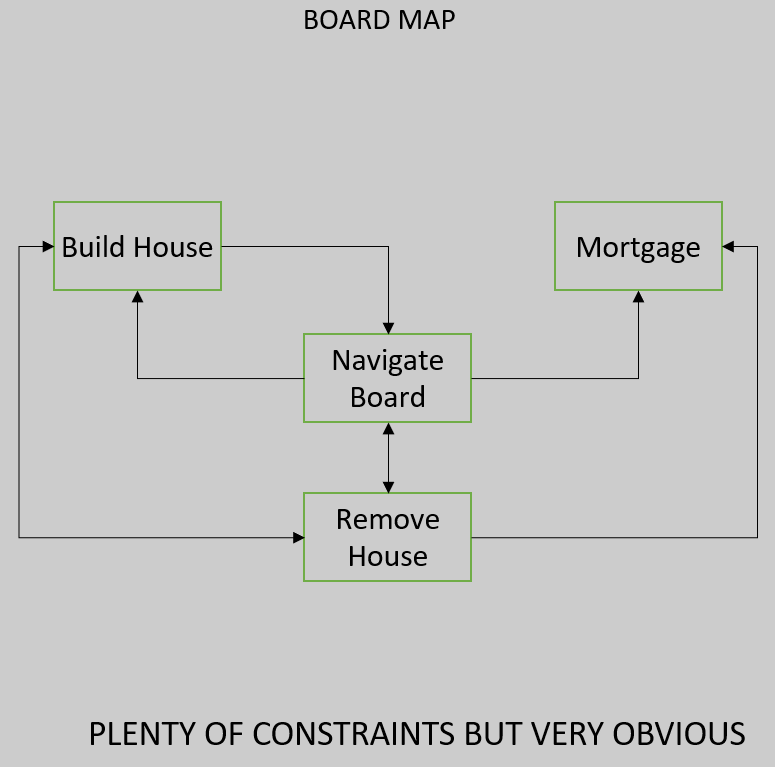 BOARD MAP
Build House
Mortgage
Navigate
Board
Remove
House
PLENTY OF CONSTRAINTS BUT VERY OBVIOUS